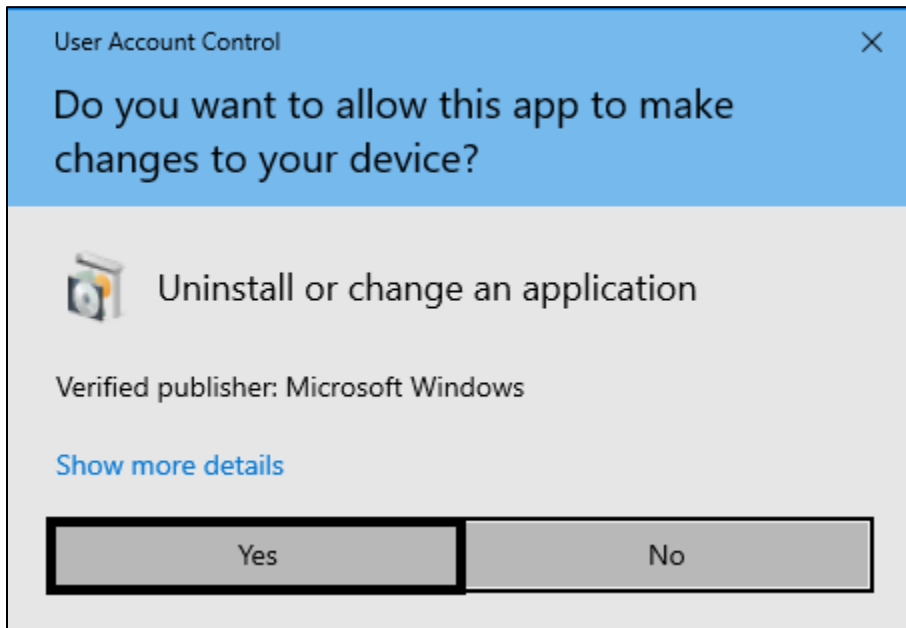 User Account Control
Do you want to allow this app to make
changes to your device?
Uninstall or change an application
Verified publisher: Microsoft Windows
Show more details
Yes
No